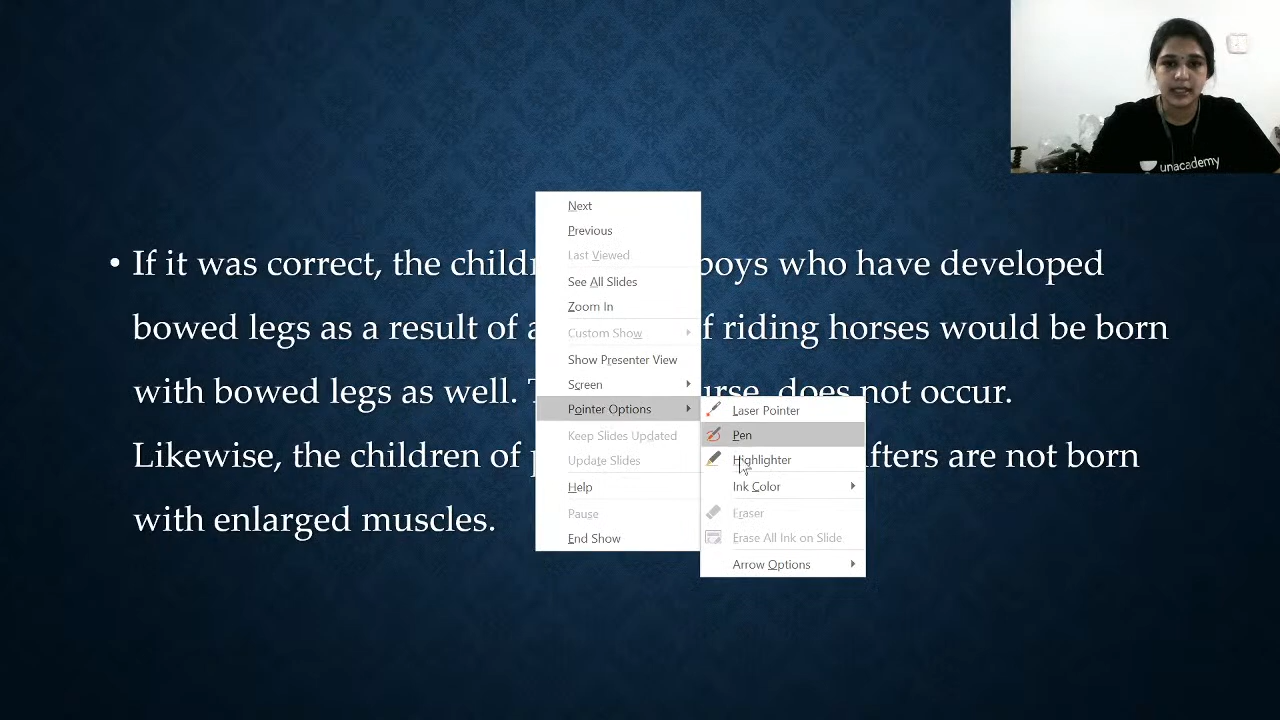 unacademy
Next
Previous
Last Viewed
See All Slides
Zoom In
Custom Show
Show Presenter View
Screen
Pointer Options
Keep Slides Updated
Update Slides
Help
Pause
End Show
Laser Pointer
Pen
Highlighter
Ink Color
Eraser
Erase All Ink on Slide
Arrow Options
• If it was correct, the who have developed
bowed legs as a result of riding horses would be born
with bowed legs as well. does not occur.
Likewise, the children of are not born
with enlarged muscles.